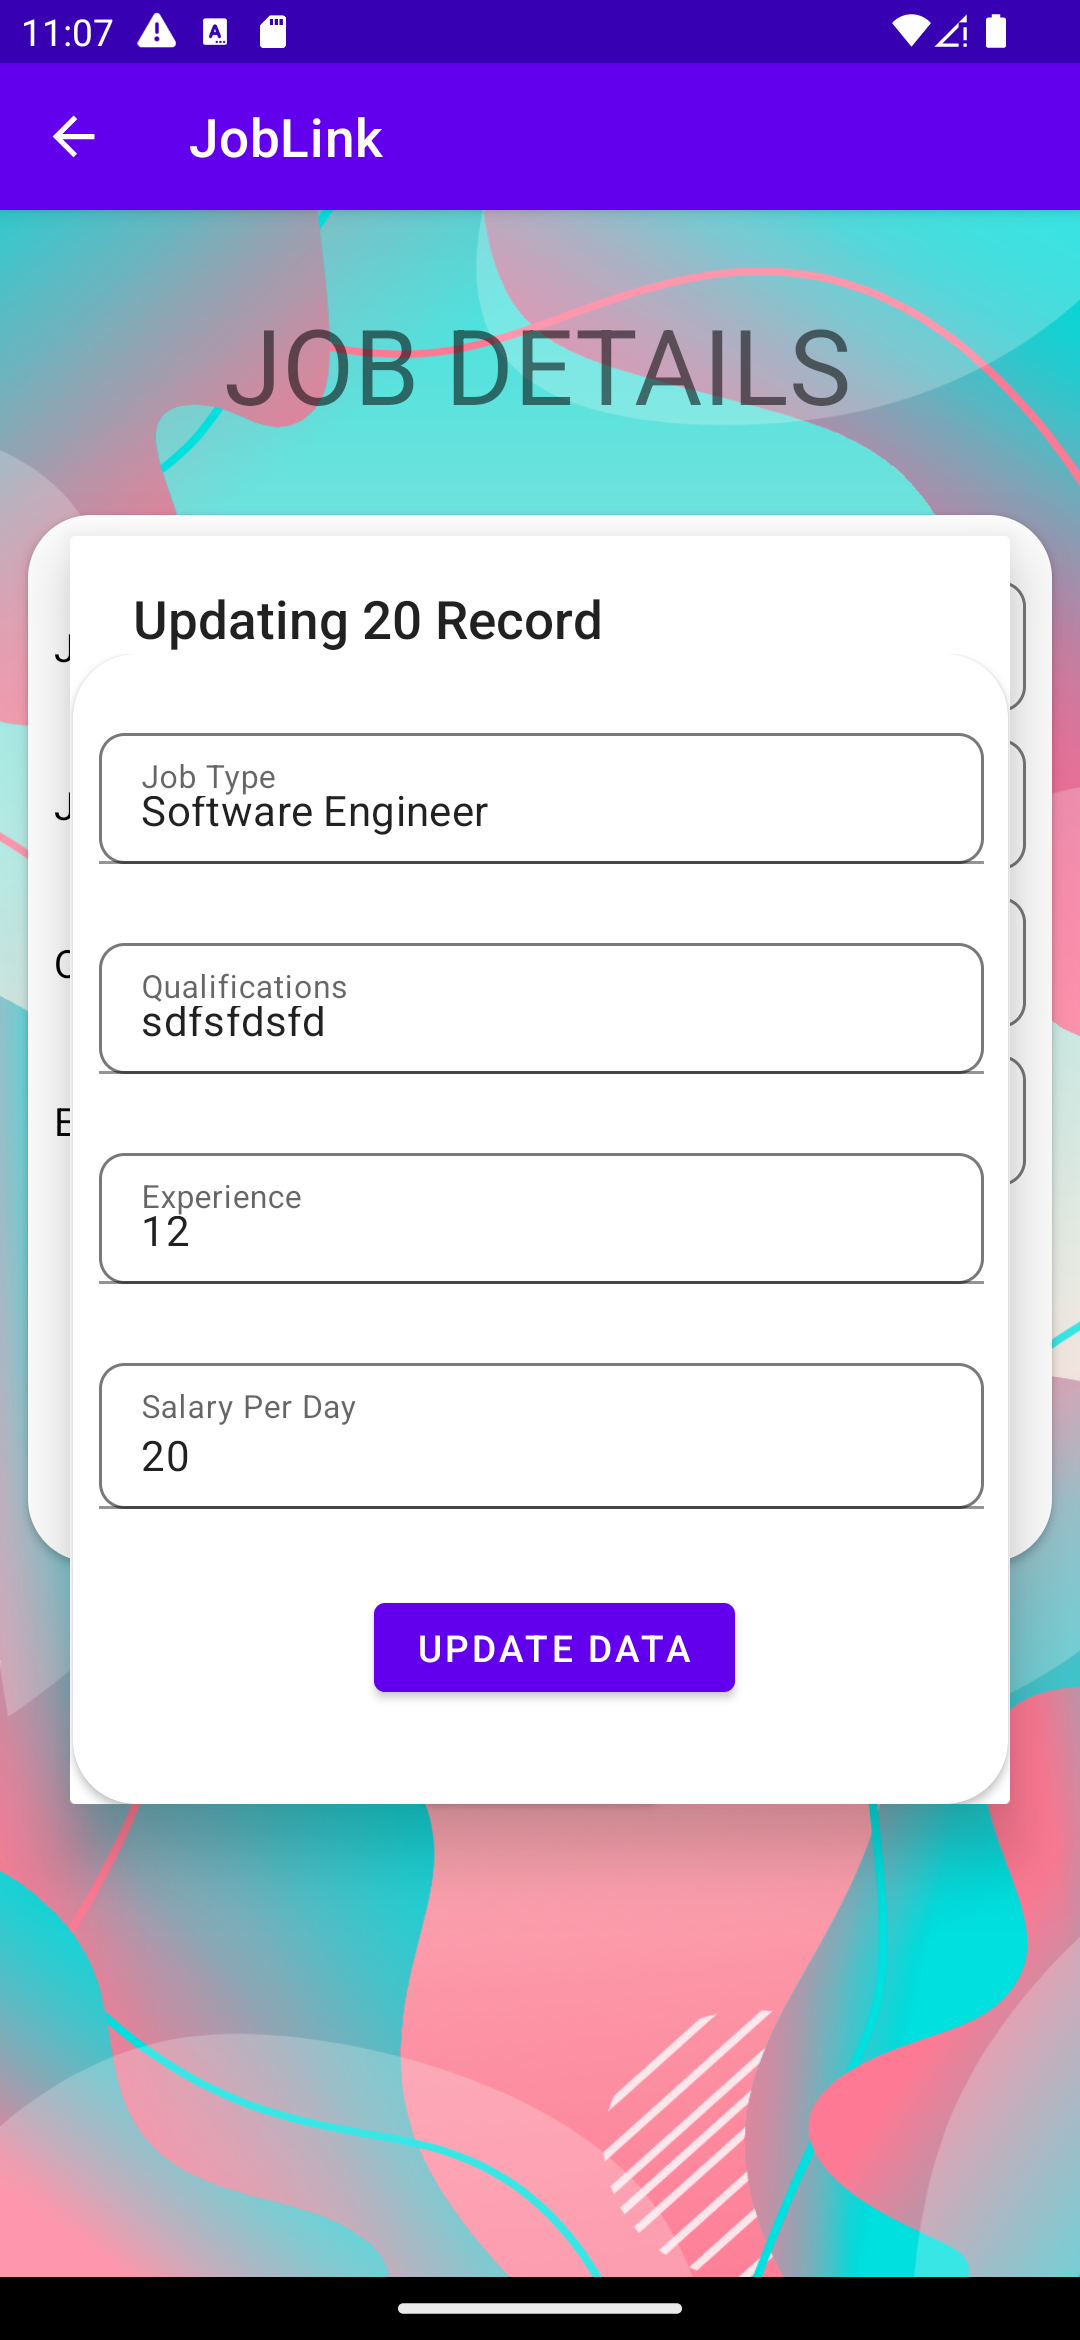 11:07
JobLink
JOB DETAILS
Updating 20 Record
Job Type
Software Engineer
Qualifications
sdfsfdsfd
Experience
12
Salary Per Day
20
UPDATE DATA